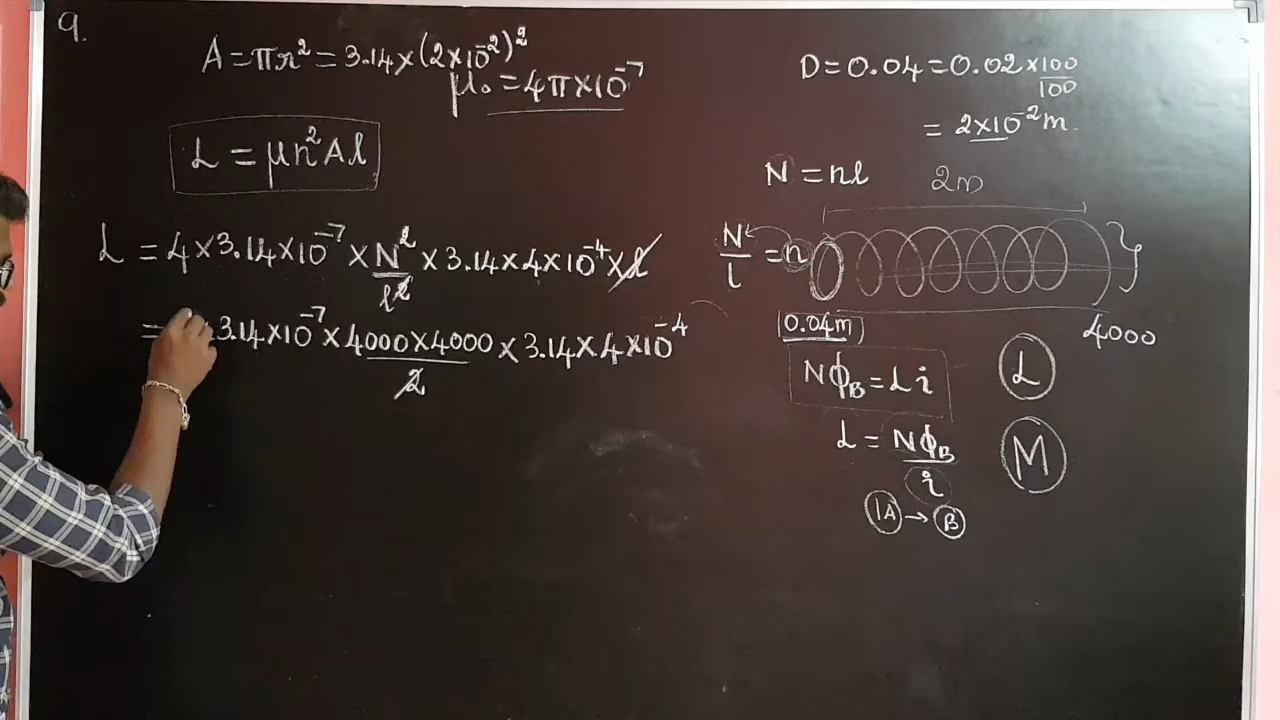 9.
A = πr² = 3.14 × (2×10⁻²)²
μ₀ = 4π×10⁻⁷
L = μn²Al
L = 4 × 3.14 × 10⁻⁷ × N²/l² × 3.14 × 4 × 10⁻⁴ × l
= 3.14×10⁻⁷ × 4000×4000/2 × 3.14 × 4 × 10⁻⁴
D = 0.04 = 0.02 × 100/100
= 2×10⁻² m.
N = nl
2m
N/l = n
0.04m
4000
NϕB = Li
L
L = NϕB/i
M
1A → B